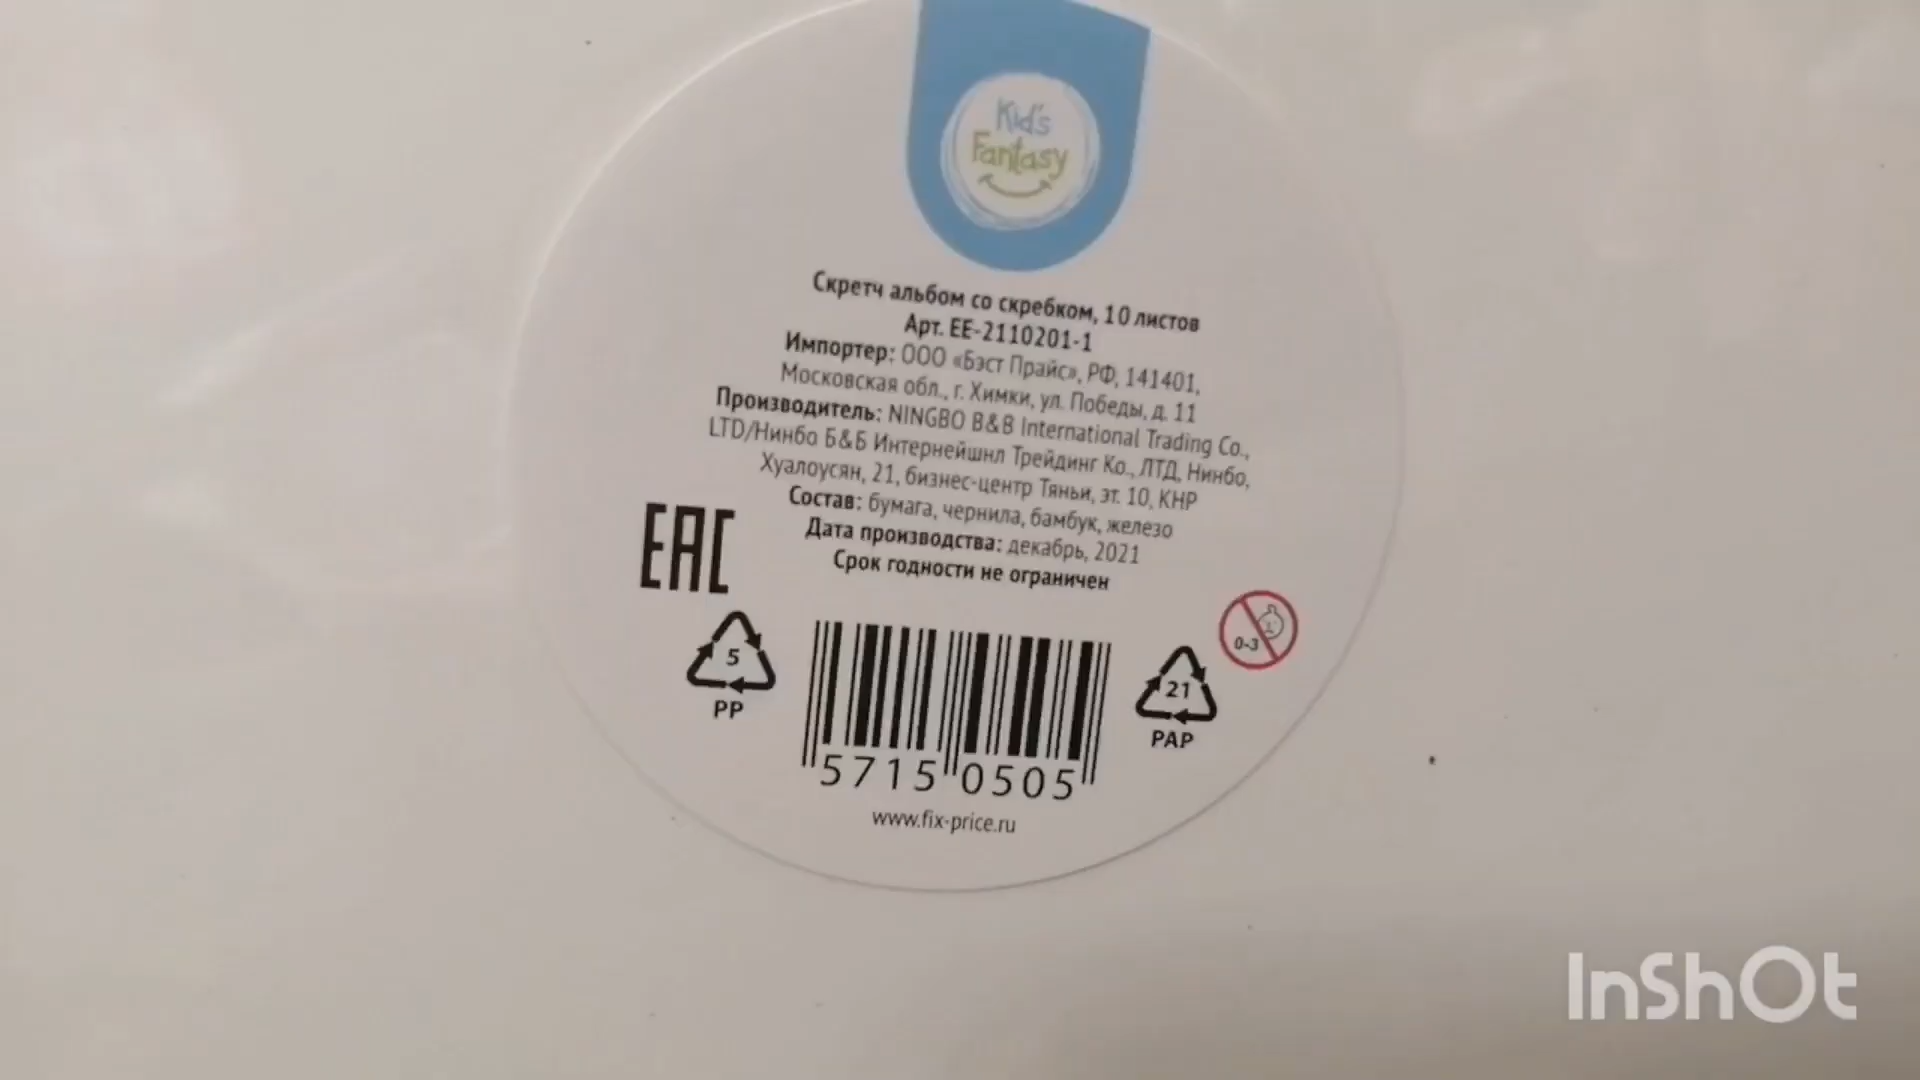 Kid's
Fantasy
Скретч альбом со скребком, 10 листов
Арт. EE-2110201-1
Импортер: ООО «Бэст Прайс», РФ, 141401,
Московская обл., г. Химки, ул. Победы, д. 11
Производитель: NINGBO B&B International Trading Co.,
LTD/Нинбо Б&Б Интернейшнл Трейдинг Ко., ЛТД, Нинбо,
Хуалоусян, 21, бизнес-центр Тяньи, эт. 10, КНР
Состав: бумага, чернила, бамбук, железо
Дата производства: декабрь, 2021
Срок годности не ограничен
EAC
0-3
5
PP
21
PAP
5715 0505
www.fix-price.ru
InShOt